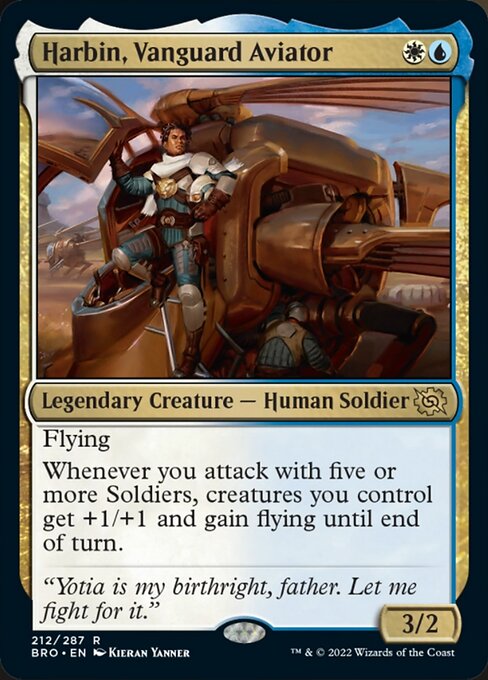 Harbin, Vanguard Aviator
Legendary Creature — Human Soldier
Flying
Whenever you attack with five or
more Soldiers, creatures you control
get +1/+1 and gain flying until end
of turn.
“Yotia is my birthright, father. Let me
fight for it.”
3/2
212/287 R
BRO • EN Kieran Yanner
™ & © 2022 Wizards of the Coast